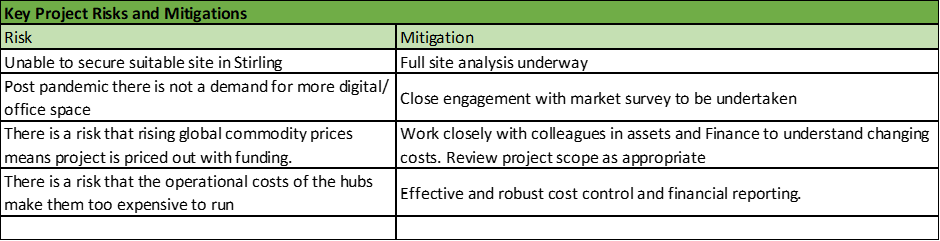 Key Project Risks and Mitigations
Risk
Mitigation
Unable to secure suitable site in Stirling
Full site analysis underway
Post pandemic there is not a demand for more digital/
office space
Close engagement with market survey to be undertaken
There is a risk that rising global commodity prices
means project is priced out with funding.
Work closely with colleagues in assets and Finance to understand changing
costs. Review project scope as appropriate
There is a risk that the operational costs of the hubs
make them too expensive to run
Effective and robust cost control and financial reporting.